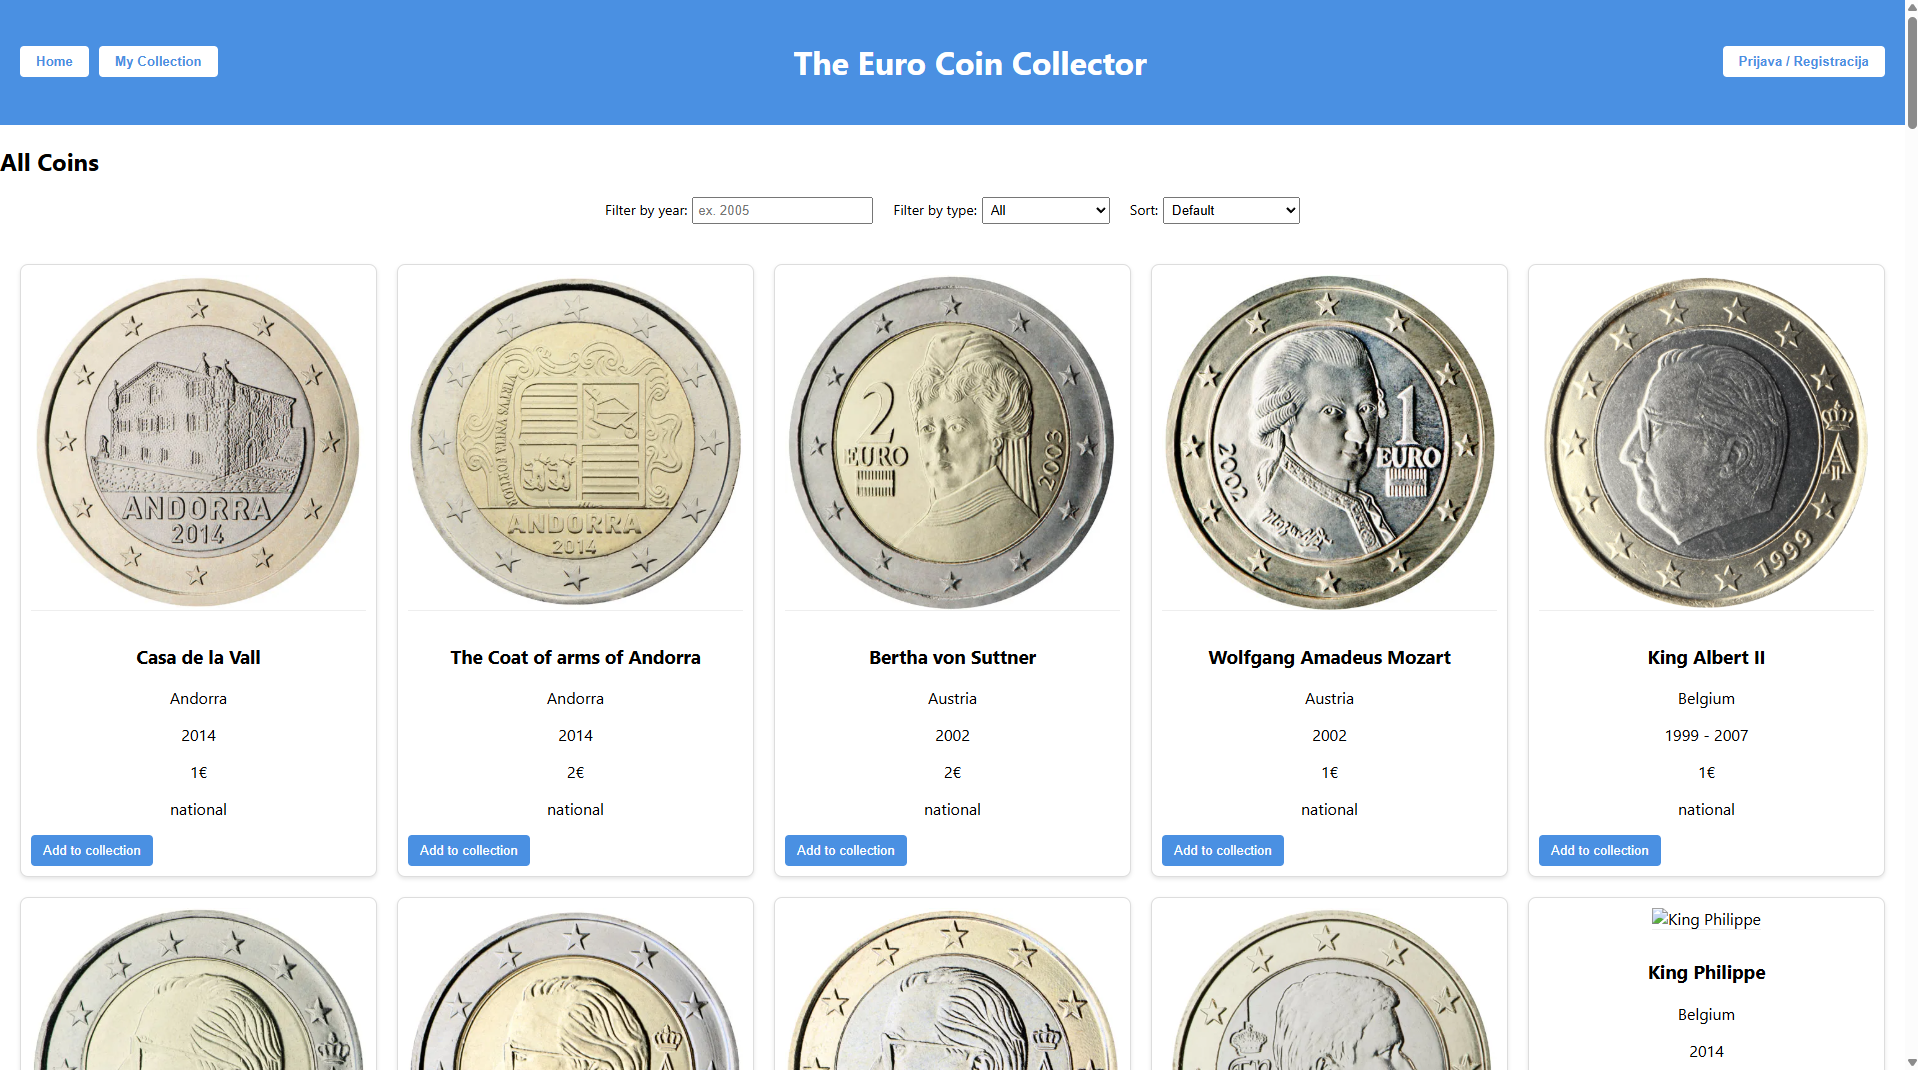 Home
My Collection
The Euro Coin Collector
Prijava / Registracija
All Coins
Filter by year: ex. 2005 Filter by type: All Sort: Default
ANDORRA
2014
VIRTVS VNITA FORTIOR
ANDORRA
2014
2
EURO
2003
2002
1
EURO
A
II
1999
Casa de la Vall
Andorra
2014
1€
national
Add to collection
The Coat of arms of Andorra
Andorra
2014
2€
national
Add to collection
Bertha von Suttner
Austria
2002
2€
national
Add to collection
Wolfgang Amadeus Mozart
Austria
2002
1€
national
Add to collection
King Albert II
Belgium
1999 - 2007
1€
national
Add to collection
King Philippe
King Philippe
Belgium
2014